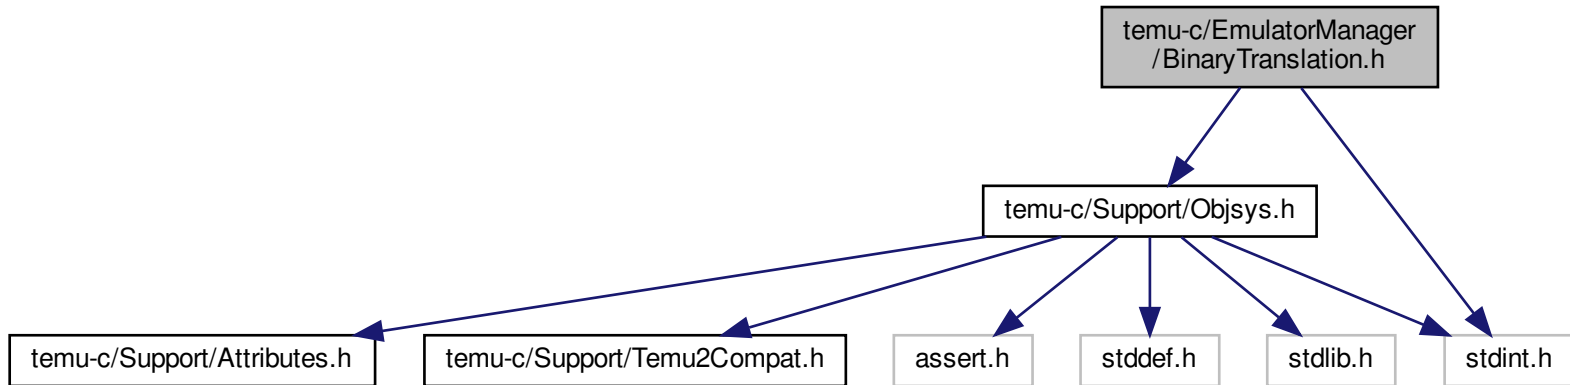 temu-c/EmulatorManager
/BinaryTranslation.h
temu-c/Support/Objsys.h
temu-c/Support/Attributes.h
temu-c/Support/Temu2Compat.h
assert.h
stddef.h
stdlib.h
stdint.h